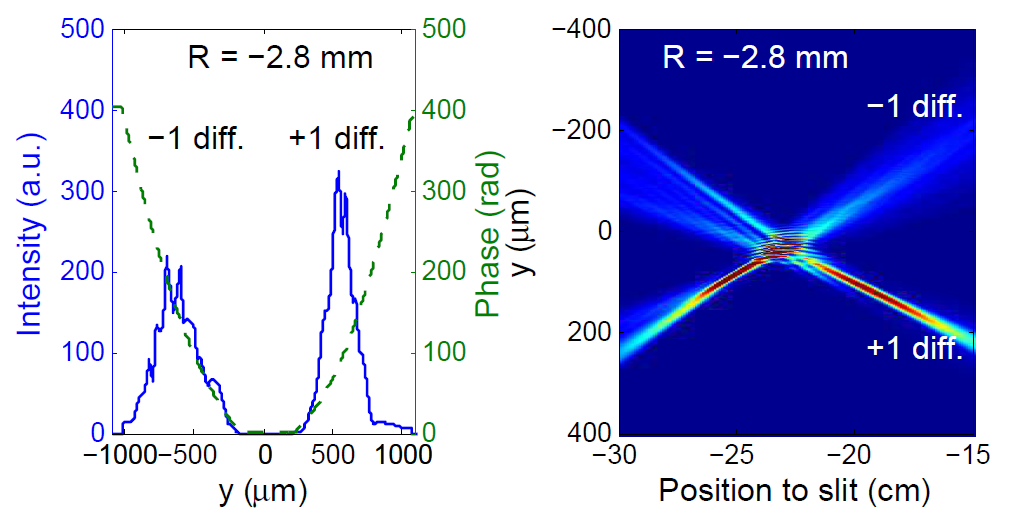 500
400
300
200
100
0
Intensity (a.u.)
R = −2.8 mm
−1 diff.
+1 diff.
500
400
300
200
100
0
Phase (rad)
−1000
−500
0
500
1000
y (μm)
−400
−200
0
200
400
y (μm)
R = −2.8 mm
−1 diff.
+1 diff.
−30
−25
−20
−15
Position to slit (cm)